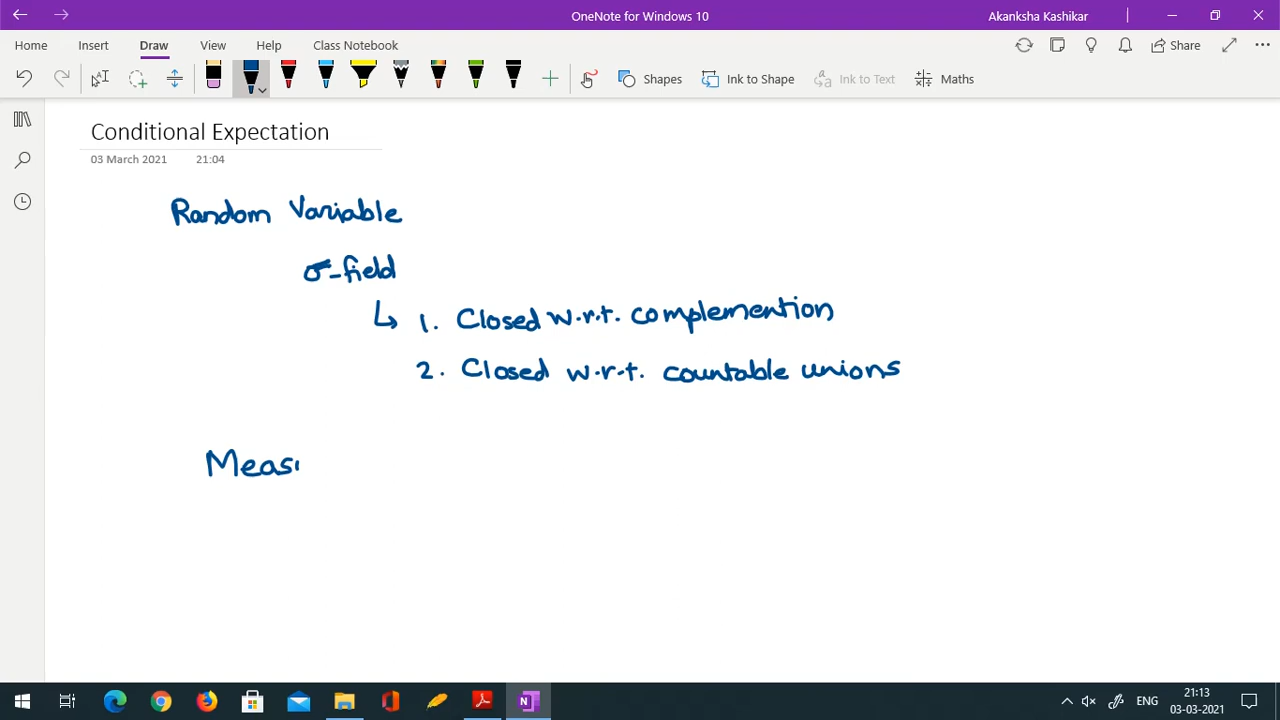 OneNote for Windows 10
Akanksha Kashikar
Home Insert Draw View Help Class Notebook
Share
Shapes
Ink to Shape
Ink to Text
Maths
Conditional Expectation
03 March 2021 21:04
Random Variable
σ-field
↳ 1. Closed w.r.t. complemention
2. Closed w.r.t. countable unions
Measi
ENG
21:13
03-03-2021